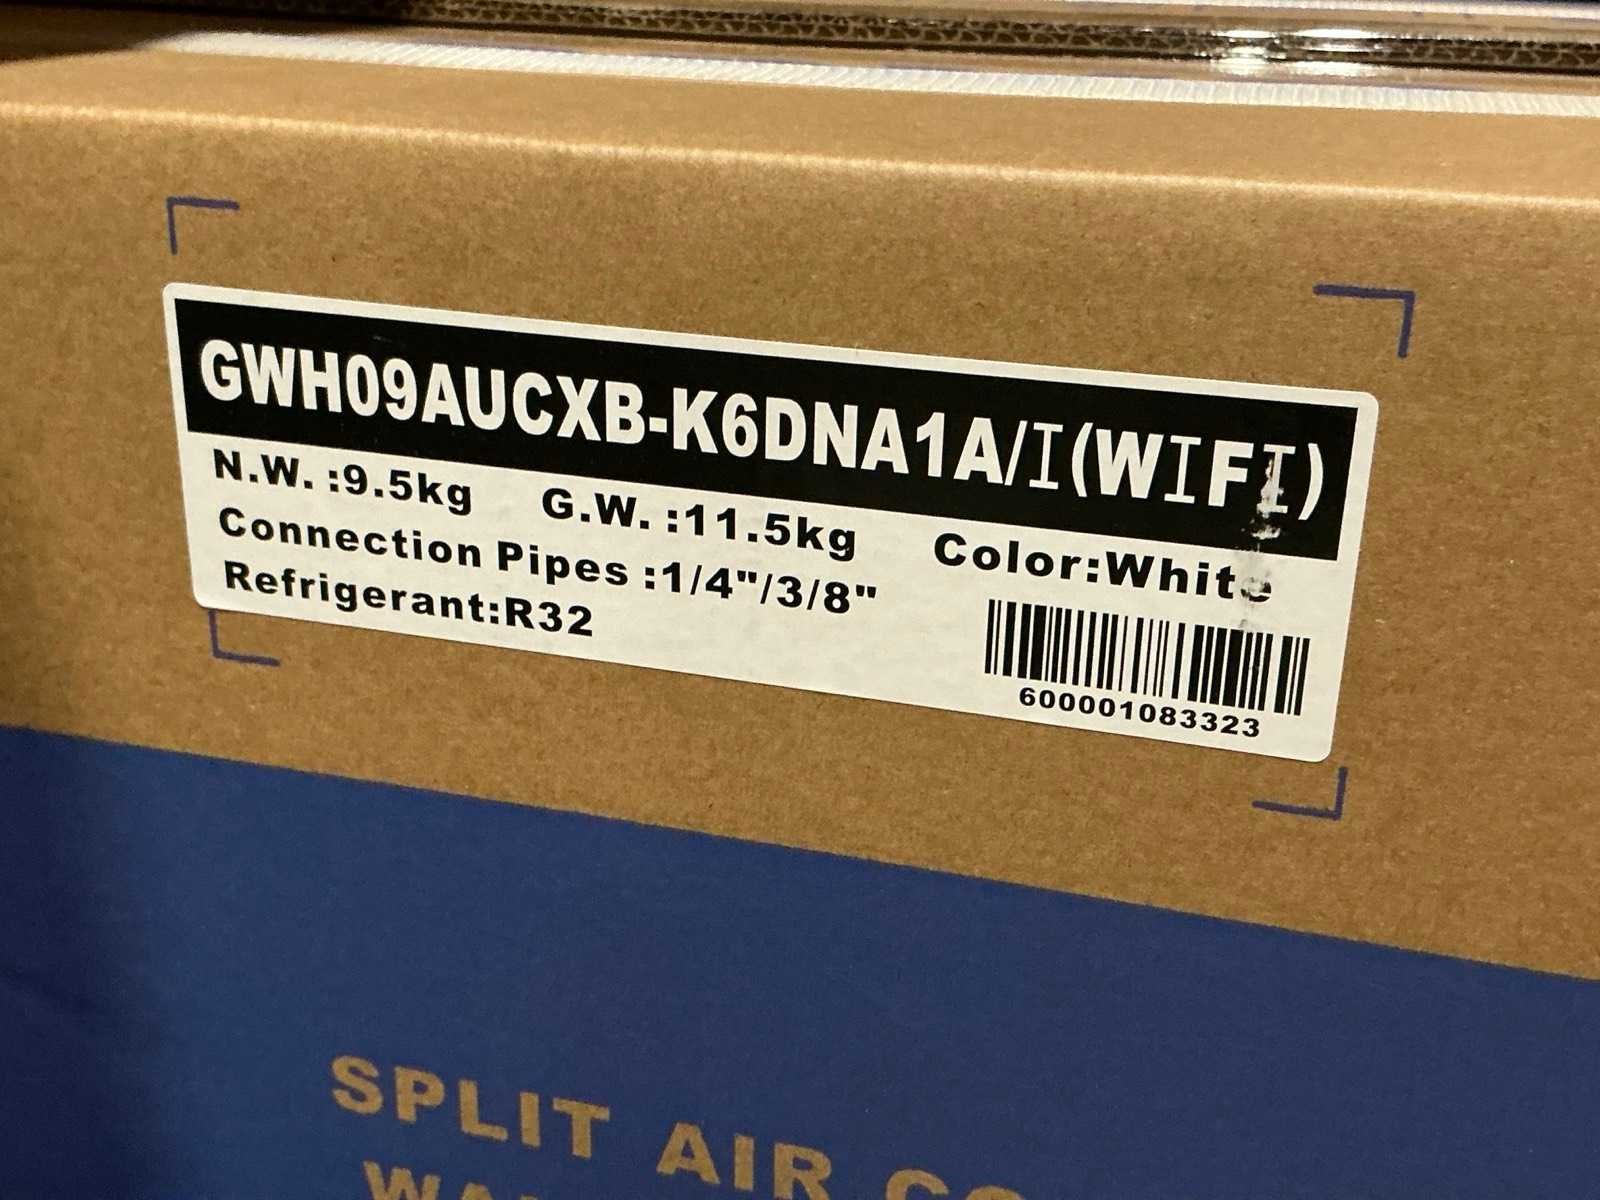 GWH09AUCXB-K6DNA1A/I(WIFI)
N.W. :9.5kg G.W. :11.5kg Color:White
Connection Pipes :1/4"/3/8"
Refrigerant:R32
600001083323
SPLIT AIR